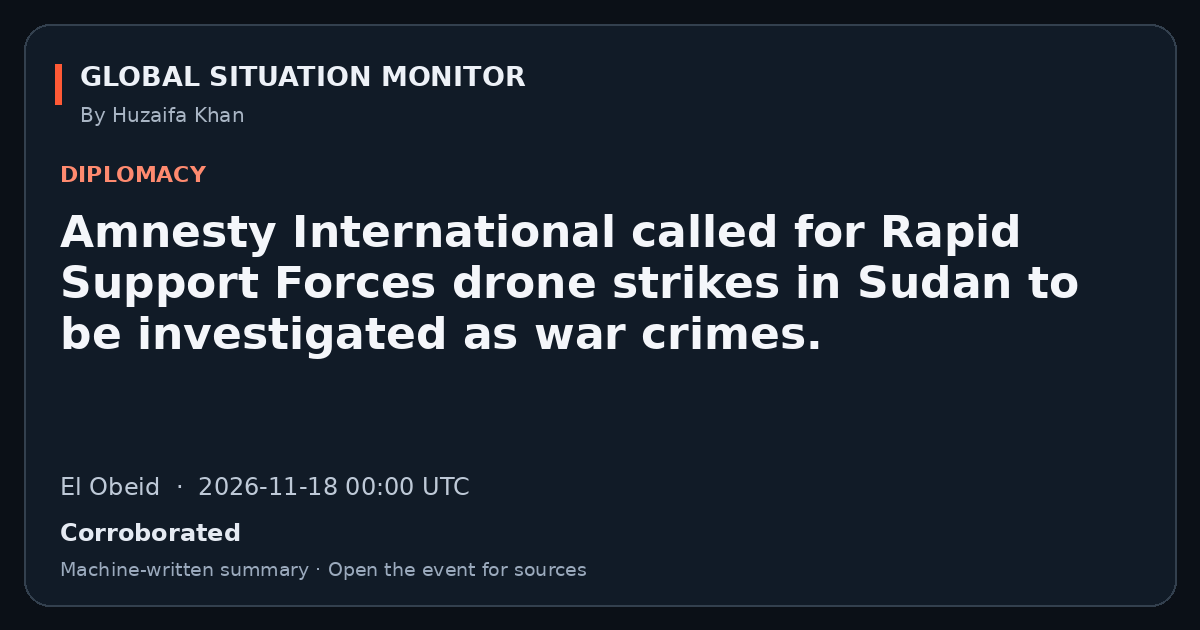 GLOBAL SITUATION MONITOR
By Huzaifa Khan
DIPLOMACY
Amnesty International called for Rapid
Support Forces drone strikes in Sudan to
be investigated as war crimes.
El Obeid · 2026-11-18 00:00 UTC
Corroborated
Machine-written summary · Open the event for sources